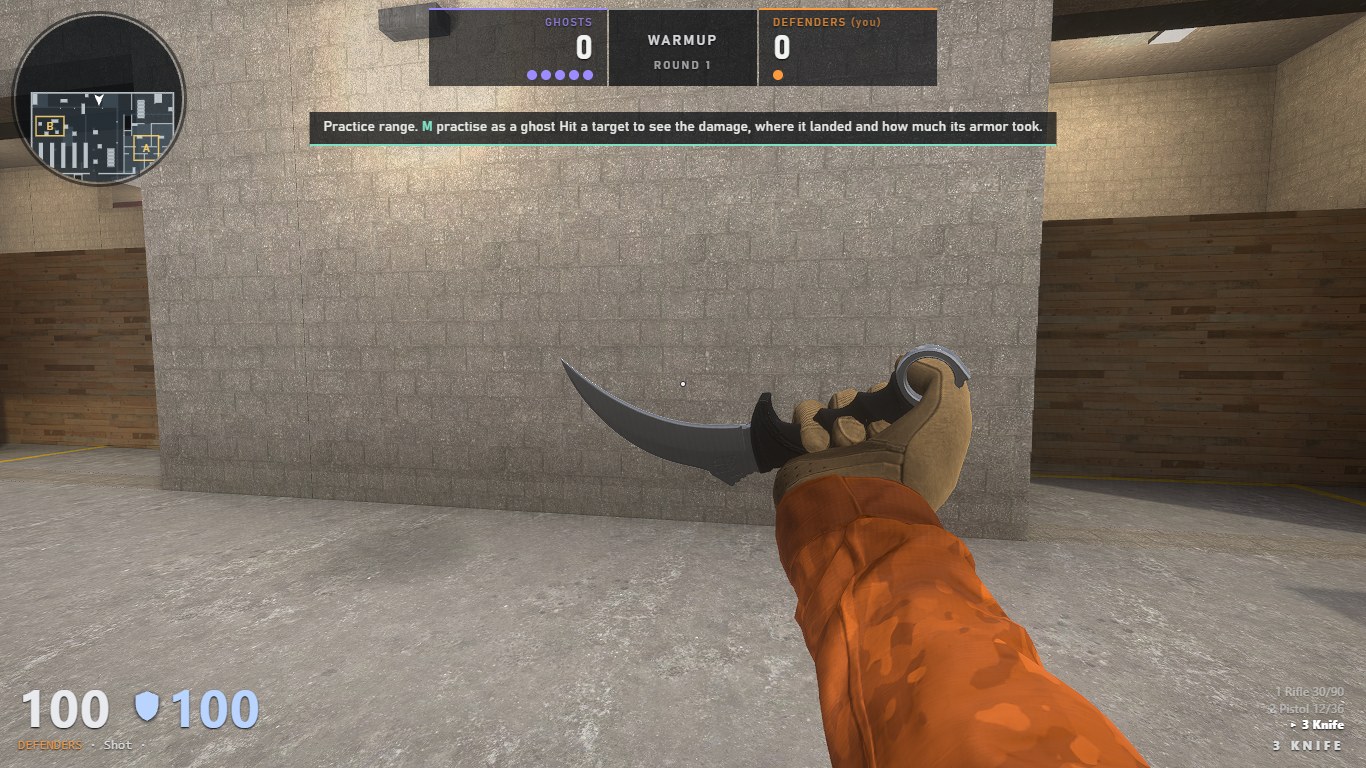 GHOSTS
0
WARMUP
ROUND 1
DEFENDERS (you)
0
Practice range. M practise as a ghost Hit a target to see the damage, where it landed and how much its armor took.
B
A
100 100
DEFENDERS · Shot ·
1 Rifle 30/90
2 Pistol 12/36
▸ 3 Knife
3 KNIFE